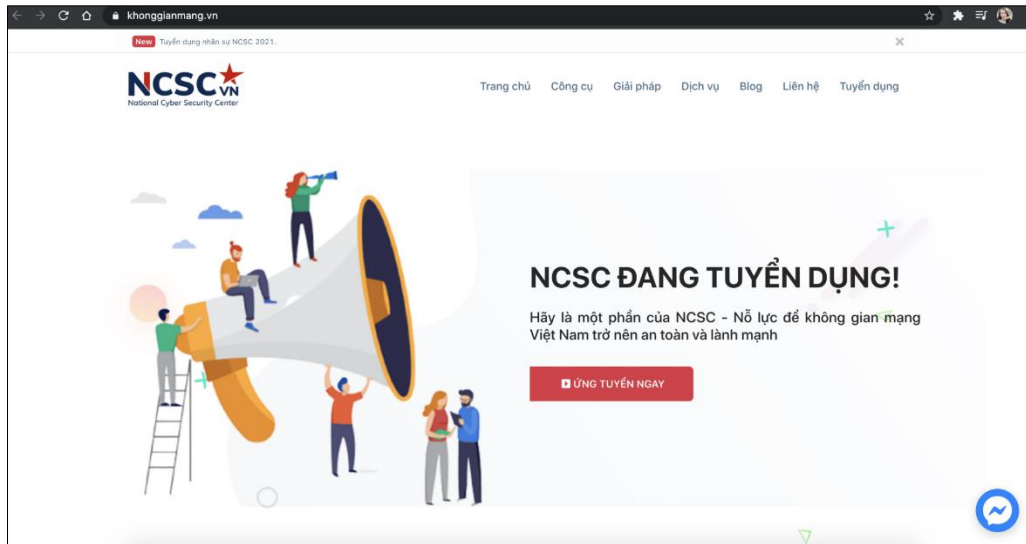 khonggianmang.vn
New Tuyển dụng nhân sự NCSC 2021.
NCSC VN
National Cyber Security Center
Trang chủ Công cụ Giải pháp Dịch vụ Blog Liên hệ Tuyển dụng
NCSC ĐANG TUYỂN DỤNG!
Hãy là một phần của NCSC - Nỗ lực để không gian mạng
Việt Nam trở nên an toàn và lành mạnh
ỨNG TUYỂN NGAY